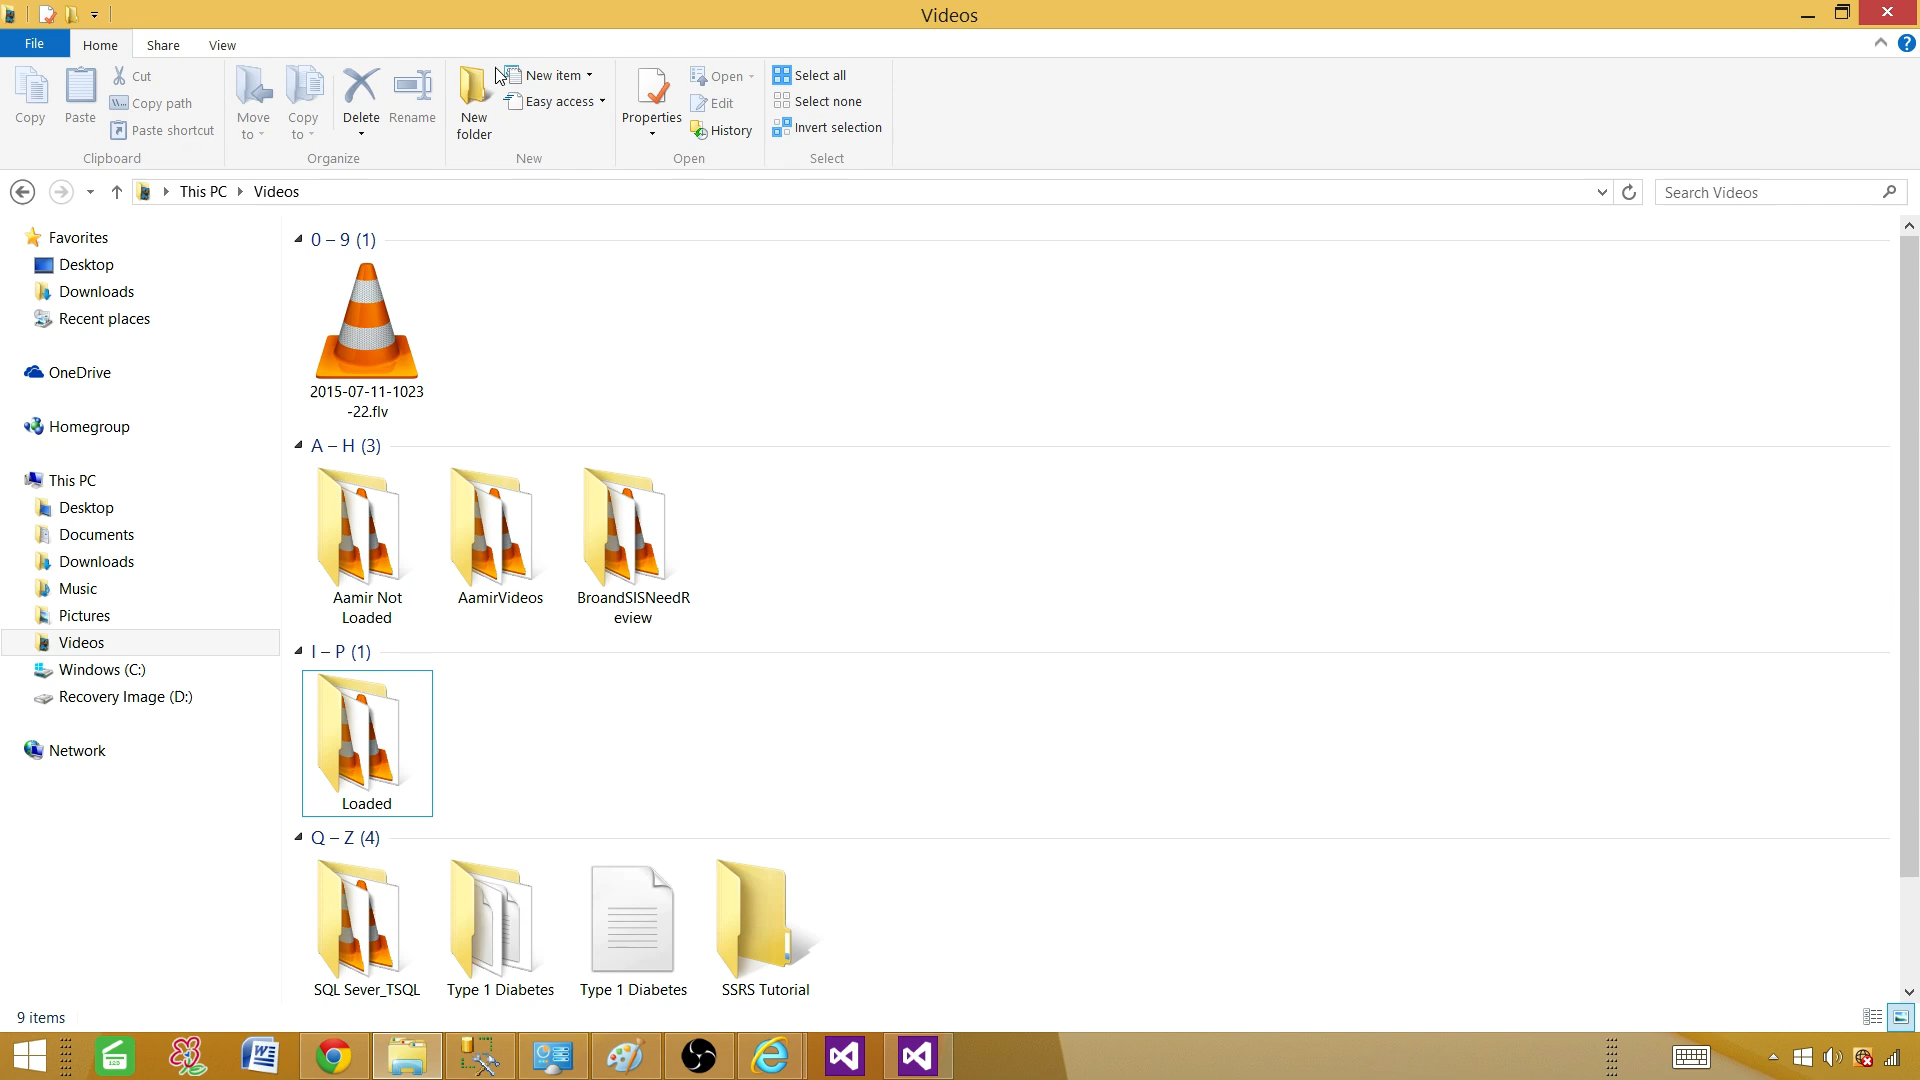 Videos
File
Home
Share
View
Copy
Paste
Cut
Copy path
Paste shortcut
Clipboard
Move to
Copy to
Delete
Rename
Organize
New folder
New item
Easy access
New
Properties
Open
Edit
History
Open
Select all
Select none
Invert selection
Select
This PC
Videos
Search Videos
Favorites
Desktop
Downloads
Recent places
OneDrive
Homegroup
This PC
Desktop
Documents
Downloads
Music
Pictures
Videos
Windows (C:)
Recovery Image (D:)
Network
0 – 9 (1)
2015-07-11-1023
-22.flv
A – H (3)
Aamir Not
Loaded
AamirVideos
BroandSISNeedR
eview
I – P (1)
Loaded
Q – Z (4)
SQL Sever_TSQL
Type 1 Diabetes
Type 1 Diabetes
SSRS Tutorial
9 items